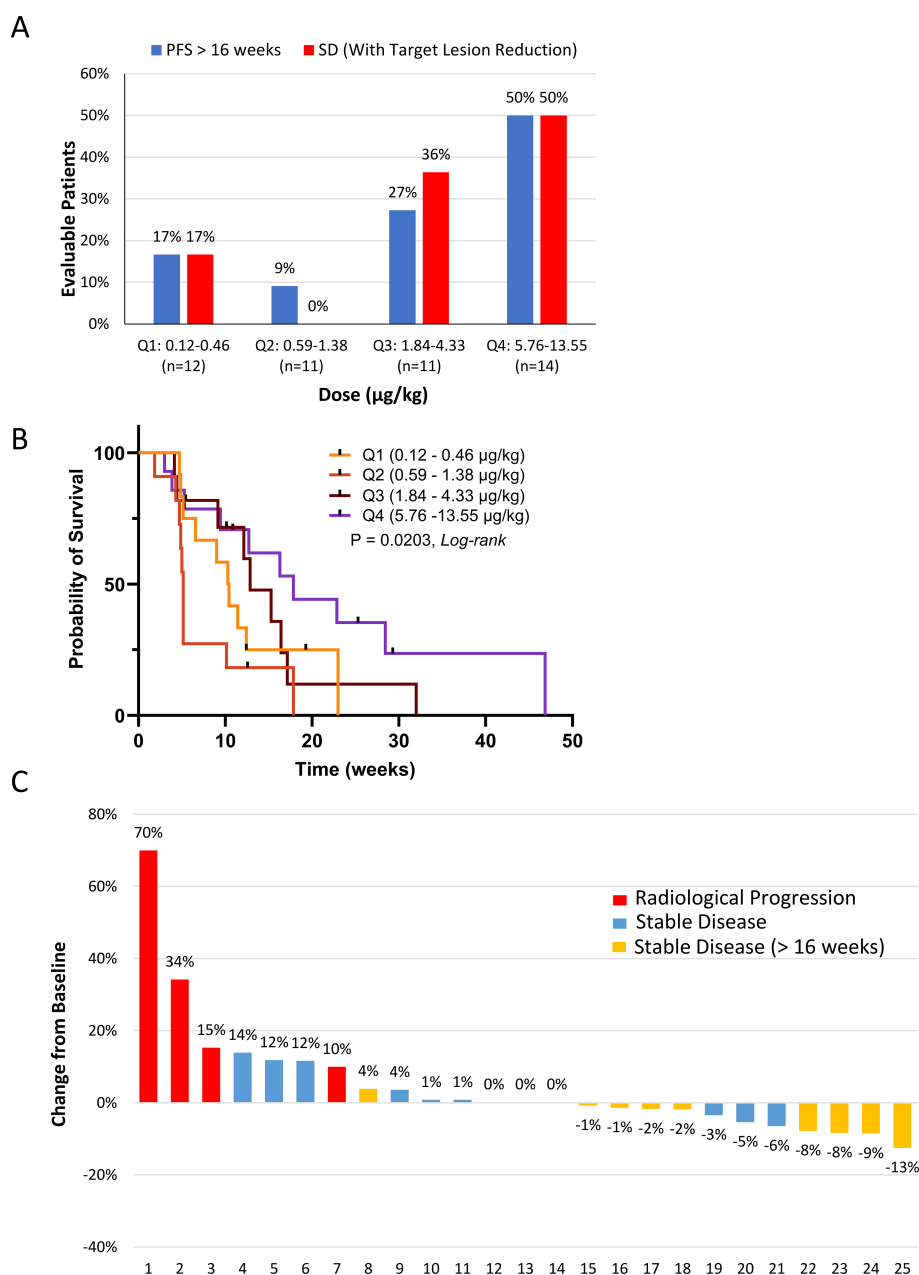 A
PFS > 16 weeks SD (With Target Lesion Reduction)
60%
50%
40%
30%
20%
10%
0%
Evaluable Patients
17% 17%
9%
0%
27%
36%
50% 50%
Q1: 0.12-0.46 Q2: 0.59-1.38 Q3: 1.84-4.33 Q4: 5.76-13.55
(n=12) (n=11) (n=11) (n=14)
Dose (µg/kg)
B
100
50
0
Probability of Survival
Q1 (0.12 - 0.46 µg/kg)
Q2 (0.59 - 1.38 µg/kg)
Q3 (1.84 - 4.33 µg/kg)
Q4 (5.76 -13.55 µg/kg)
P = 0.0203, Log-rank
0 10 20 30 40 50
Time (weeks)
C
80%
60%
40%
20%
0%
-20%
-40%
Change from Baseline
Radiological Progression
Stable Disease
Stable Disease (> 16 weeks)
70%
34%
15% 14% 12% 12% 10% 4% 4% 1% 1% 0% 0% 0%
-1% -1% -2% -2% -3% -5% -6% -8% -8% -9% -13%
1 2 3 4 5 6 7 8 9 10 11 12 13 14 15 16 17 18 19 20 21 22 23 24 25